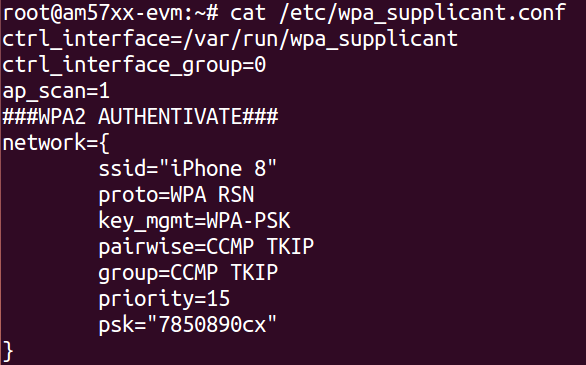 root@am57xx-evm:~# cat /etc/wpa_supplicant.conf
ctrl_interface=/var/run/wpa_supplicant
ctrl_interface_group=0
ap_scan=1
###WPA2 AUTHENTIVATE###
network={
        ssid="iPhone 8"
        proto=WPA RSN
        key_mgmt=WPA-PSK
        pairwise=CCMP TKIP
        group=CCMP TKIP
        priority=15
        psk="7850890cx"
}